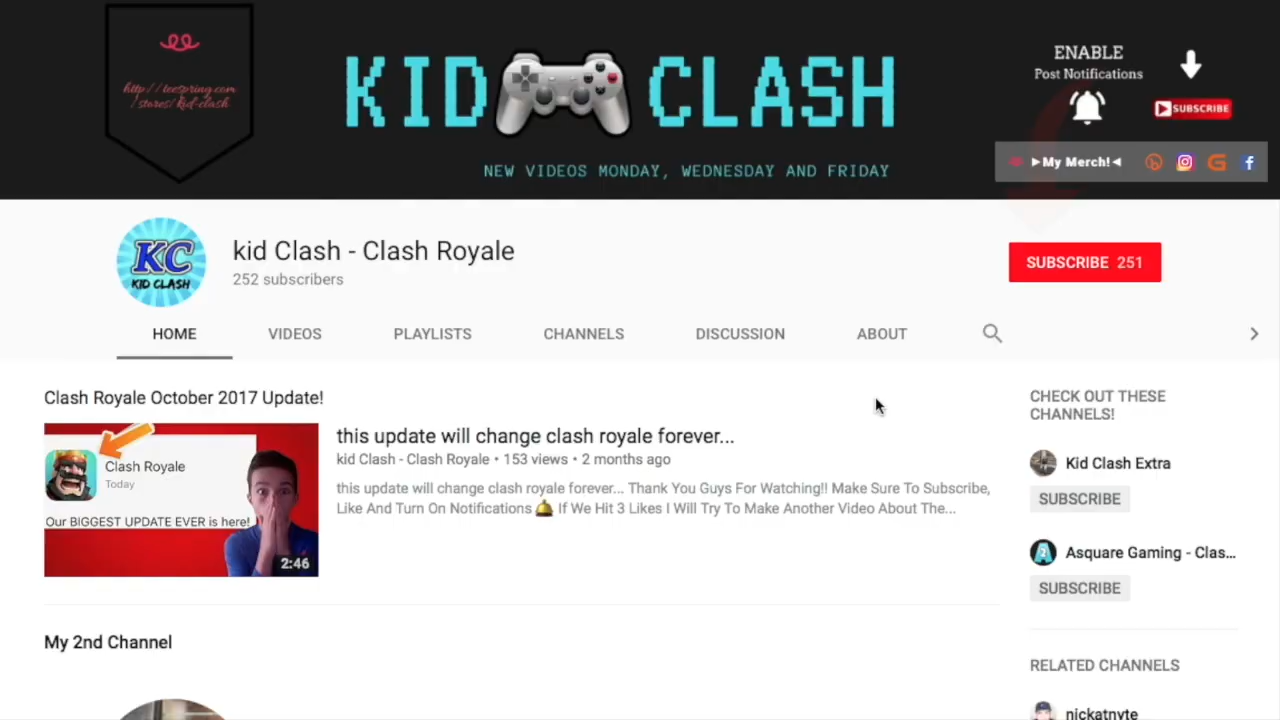 http://teespring.com
/stores/kid-clash
KID CLASH
NEW VIDEOS MONDAY, WEDNESDAY AND FRIDAY
ENABLE
Post Notifications
SUBSCRIBE
►My Merch!◄
KC
KID CLASH
kid Clash - Clash Royale
252 subscribers
SUBSCRIBE 251
HOME VIDEOS PLAYLISTS CHANNELS DISCUSSION ABOUT
Clash Royale October 2017 Update!
Clash Royale
Today
Our BIGGEST UPDATE EVER is here!
2:46
this update will change clash royale forever...
kid Clash - Clash Royale • 153 views • 2 months ago
this update will change clash royale forever... Thank You Guys For Watching!! Make Sure To Subscribe,
Like And Turn On Notifications 🔔 If We Hit 3 Likes I Will Try To Make Another Video About The...
My 2nd Channel
CHECK OUT THESE
CHANNELS!
Kid Clash Extra
SUBSCRIBE
Asquare Gaming - Clas...
SUBSCRIBE
RELATED CHANNELS
nickatnyte